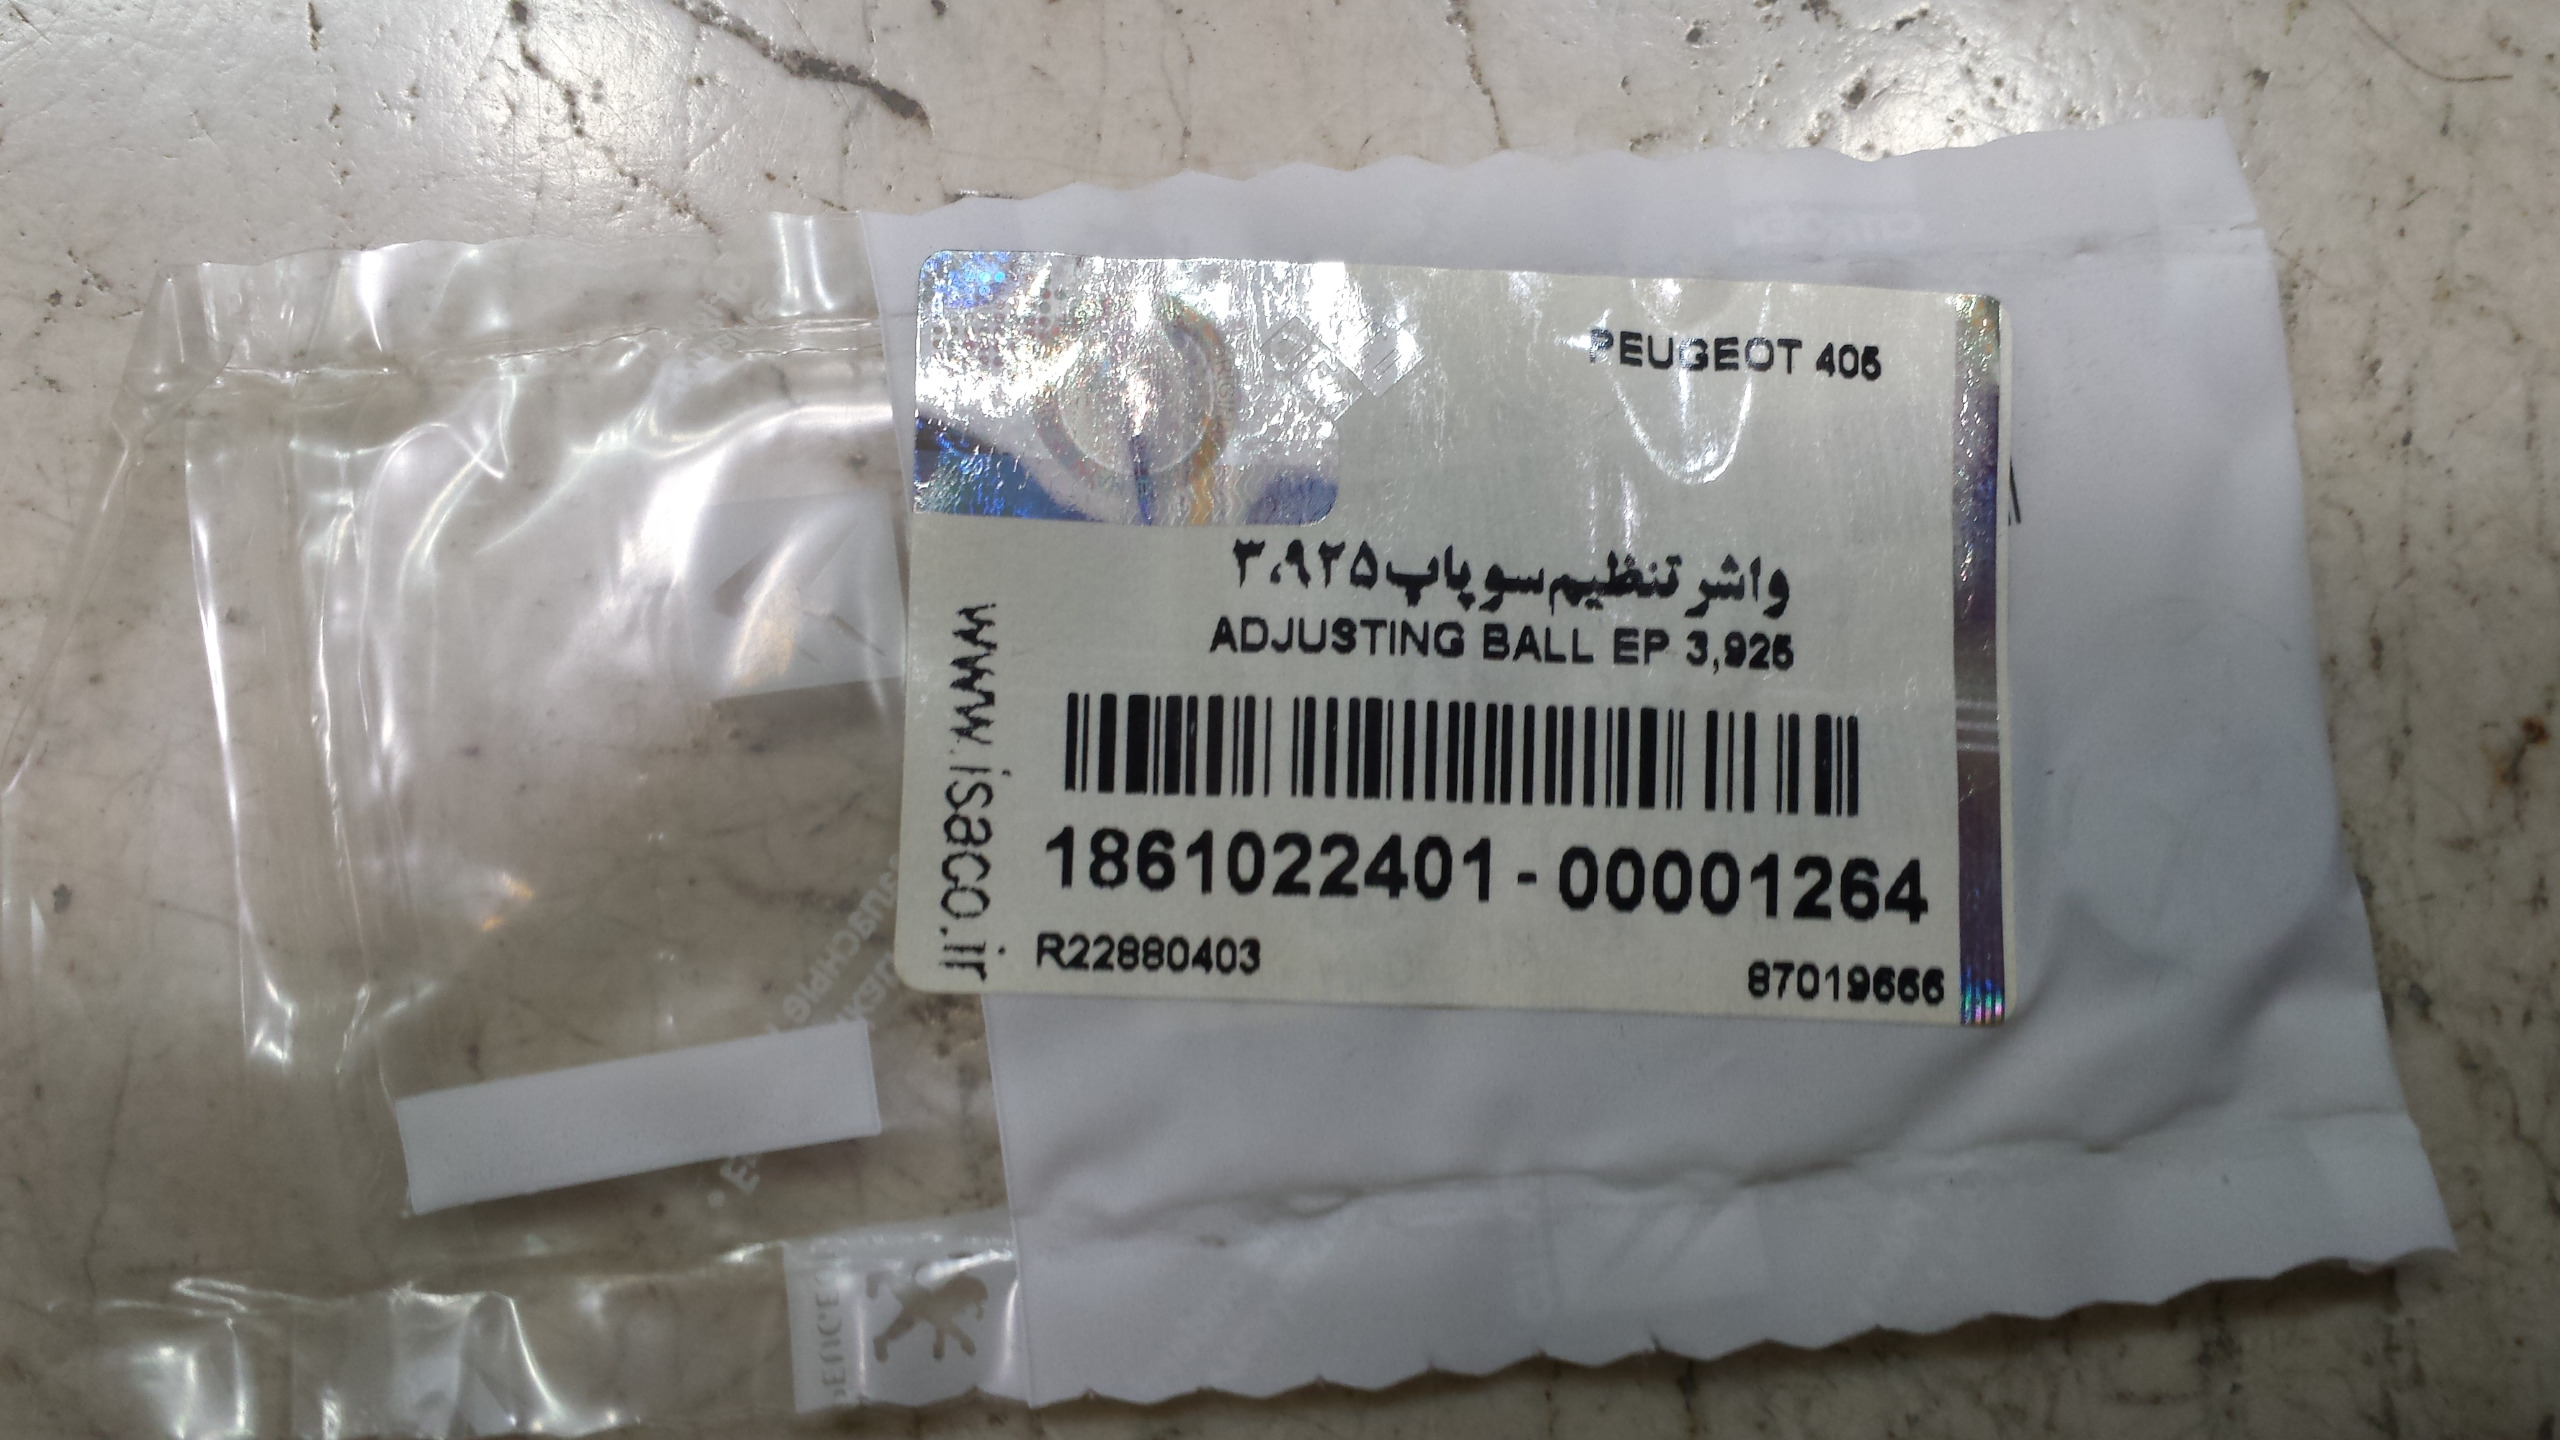 PEUGEOT 405
واشر تنظیم سوپاپ ۳،۹۲۵
ADJUSTING BALL EP 3,925
1861022401 - 00001264
R22880403
87019666
www.isaco.ir
PEUGEOT